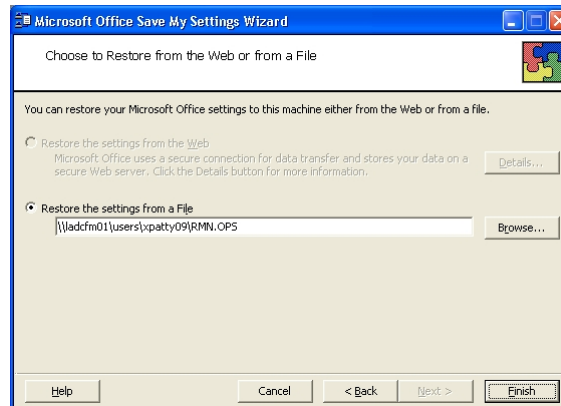 Microsoft Office Save My Settings Wizard
Choose to Restore from the Web or from a File
You can restore your Microsoft Office settings to this machine either from the Web or from a file.
Restore the settings from the Web
Microsoft Office uses a secure connection for data transfer and stores your data on a
secure Web server. Click the Details button for more information.
Details...
Restore the settings from a File
\\ladcfm01\users\xpatty09\RMN.OPS
Browse...
Help
Cancel
< Back
Next >
Finish